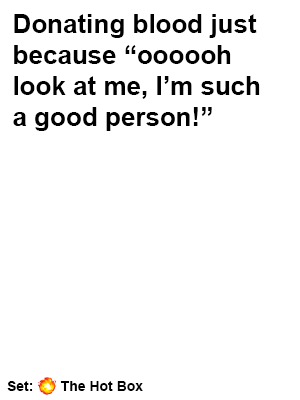 Donating blood just
because “oooooh
look at me, I’m such
a good person!”
Set: The Hot Box